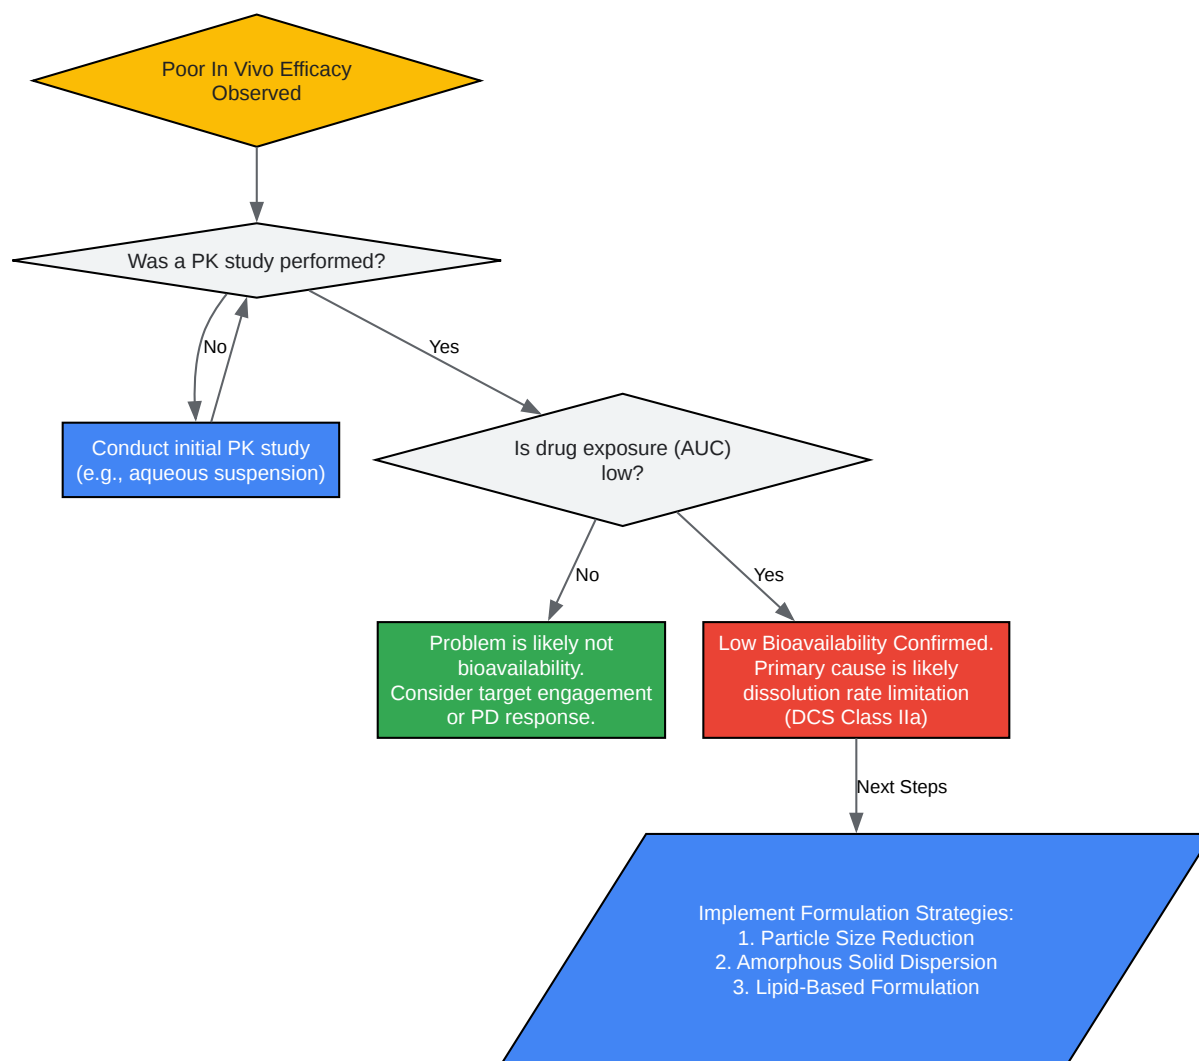 Poor In Vivo Efficacy
Observed
Was a PK study performed?
No
Yes
Conduct initial PK study
(e.g., aqueous suspension)
Is drug exposure (AUC)
low?
No
Yes
Problem is likely not
bioavailability.
Consider target engagement
or PD response.
Low Bioavailability Confirmed.
Primary cause is likely
dissolution rate limitation
(DCS Class IIa)
Next Steps
Implement Formulation Strategies:
1. Particle Size Reduction
2. Amorphous Solid Dispersion
3. Lipid-Based Formulation